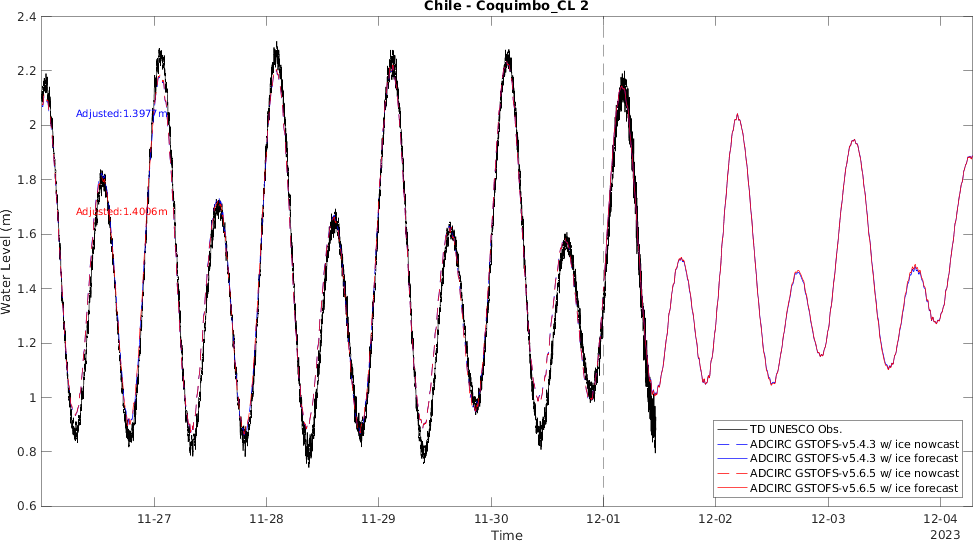 Chile - Coquimbo_CL 2
2.4
2.2
2
1.8
1.6
1.4
1.2
1
0.8
0.6
Water Level (m)
Adjusted:1.3977m
Adjusted:1.4006m
TD UNESCO Obs.
ADCIRC GSTOFS-v5.4.3 w/ ice nowcast
ADCIRC GSTOFS-v5.4.3 w/ ice forecast
ADCIRC GSTOFS-v5.6.5 w/ ice nowcast
ADCIRC GSTOFS-v5.6.5 w/ ice forecast
11-27 11-28 11-29 11-30 12-01 12-02 12-03 12-04
Time
2023